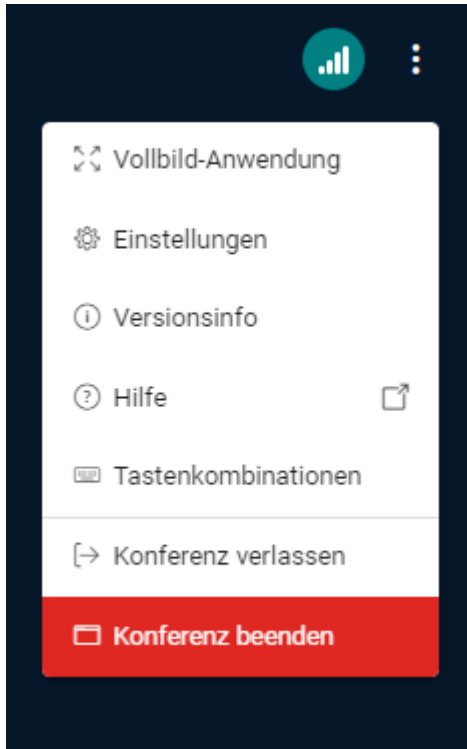 Vollbild-Anwendung
Einstellungen
Versionsinfo
Hilfe
Tastenkombinationen
Konferenz verlassen
Konferenz beenden